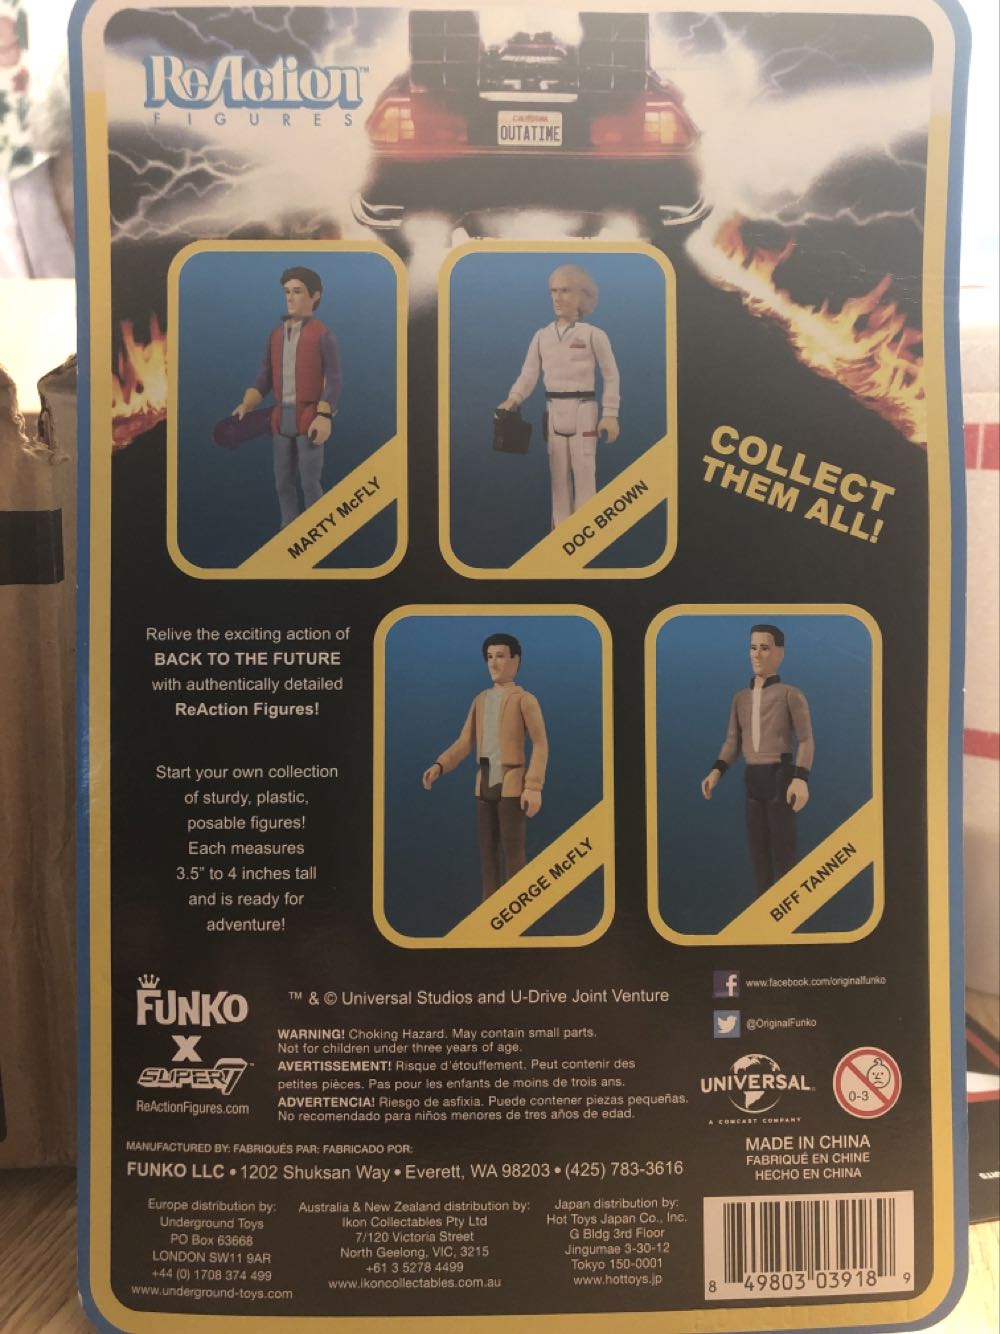 ReAction™
FIGURES
CALIFORNIA
OUTATIME
MARTY McFLY
DOC BROWN
COLLECT
THEM ALL!
Relive the exciting action of
BACK TO THE FUTURE
with authentically detailed
ReAction Figures!
Start your own collection
of sturdy, plastic,
posable figures!
Each measures
3.5" to 4 inches tall
and is ready for
adventure!
GEORGE McFLY
BIFF TANNEN
FUNKO
X
SUPER7
ReActionFigures.com
™ & © Universal Studios and U-Drive Joint Venture
WARNING! Choking Hazard. May contain small parts.
Not for children under three years of age.
AVERTISSEMENT! Risque d'étouffement. Peut contenir des
petites pièces. Pas pour les enfants de moins de trois ans.
ADVERTENCIA! Riesgo de asfixia. Puede contener piezas pequeñas.
No recomendado para niños menores de tres años de edad.
f www.facebook.com/originalfunko
@OriginalFunko
UNIVERSAL
A COMCAST COMPANY
0-3
MADE IN CHINA
FABRIQUÉ EN CHINE
HECHO EN CHINA
MANUFACTURED BY: FABRIQUÉS PAR: FABRICADO POR:
FUNKO LLC • 1202 Shuksan Way • Everett, WA 98203 • (425) 783-3616
Europe distribution by:
Underground Toys
PO Box 63668
LONDON SW11 9AR
+44 (0) 1708 374 499
www.underground-toys.com
Australia & New Zealand distribution by:
Ikon Collectables Pty Ltd
7/120 Victoria Street
North Geelong, VIC, 3215
+61 3 5278 4499
www.ikoncollectables.com.au
Japan distribution by:
Hot Toys Japan Co., Inc.
G Bldg 3rd Floor
Jingumae 3-30-12
Tokyo 150-0001
www.hottoys.jp
8 49803 03918 9